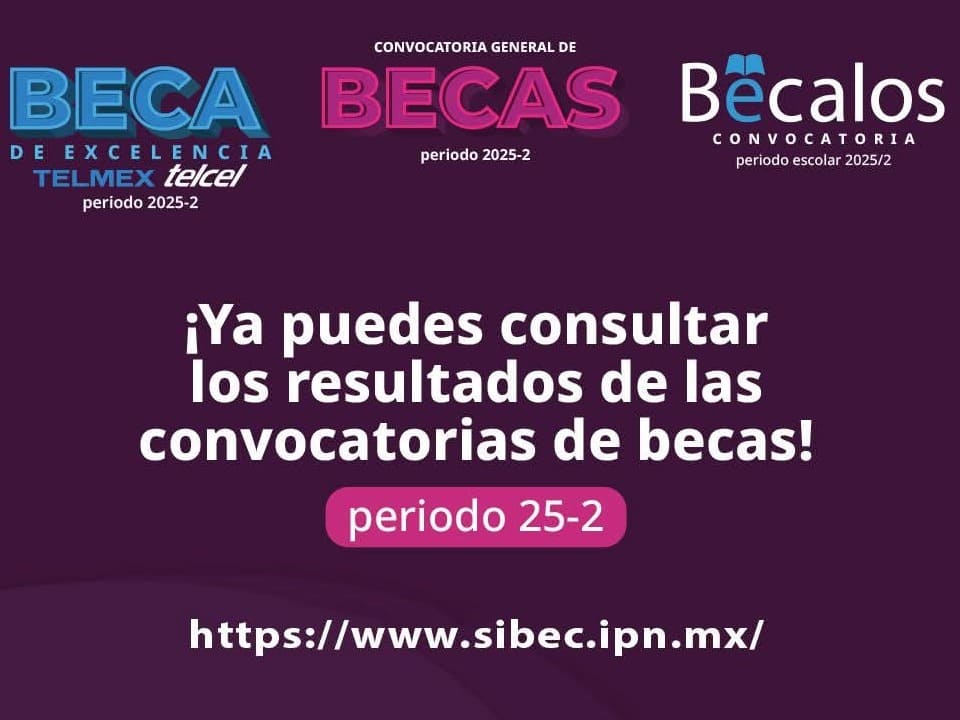 BECA
DE EXCELENCIA
TELMEX telcel
periodo 2025-2
CONVOCATORIA GENERAL DE
BECAS
periodo 2025-2
Bécalos
CONVOCATORIA
periodo escolar 2025/2
¡Ya puedes consultar
los resultados de las
convocatorias de becas!
periodo 25-2
https://www.sibec.ipn.mx/